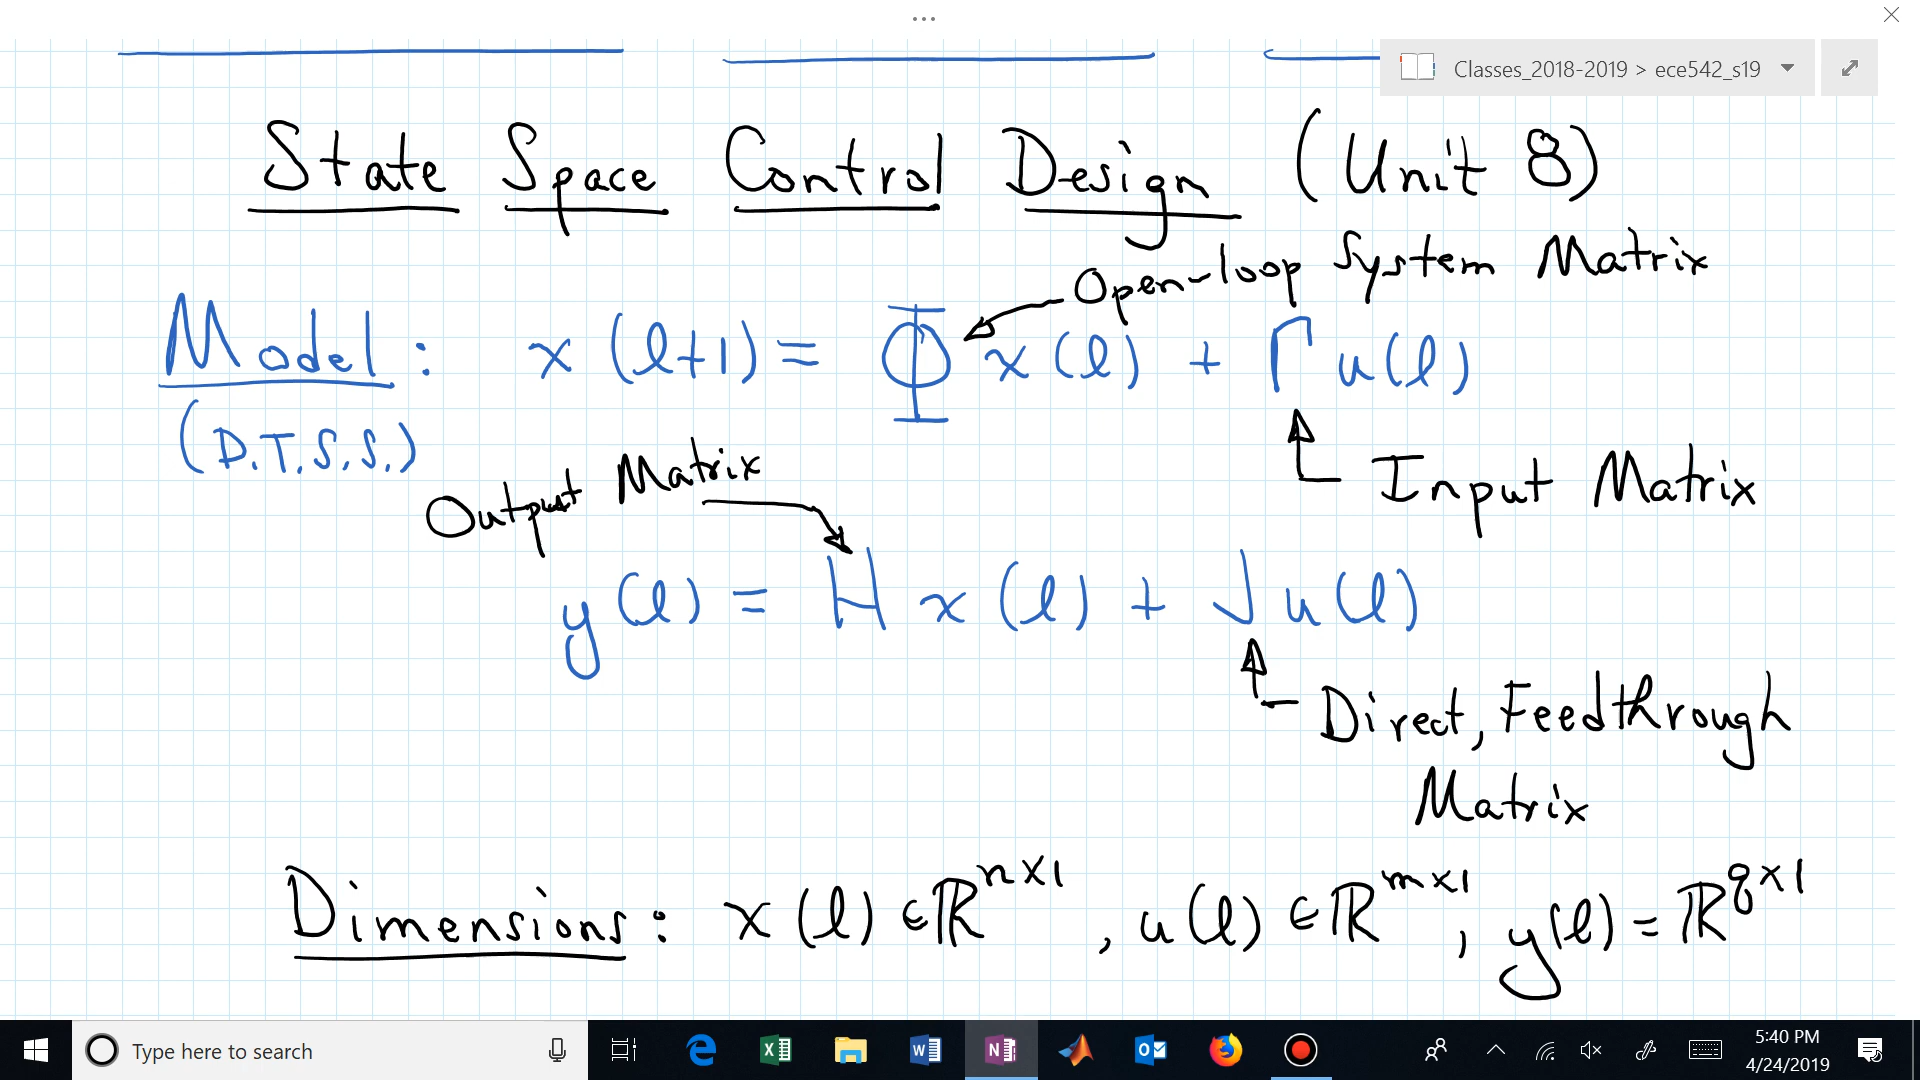 Classes_2018-2019 > ece542_s19
State Space Control Design (Unit 8)
Open-loop System Matrix
Model: x(l+1) = Φ x(l) + Γ u(l)
(D.T.S.S.)
Output Matrix
Input Matrix
y(l) = H x(l) + J u(l)
Direct, Feedthrough
Matrix
Dimensions: x(l) ∈ ℝ^{n×1}, u(l) ∈ ℝ^{m×1}, y(l) = ℝ^{q×1}
Type here to search
5:40 PM
4/24/2019